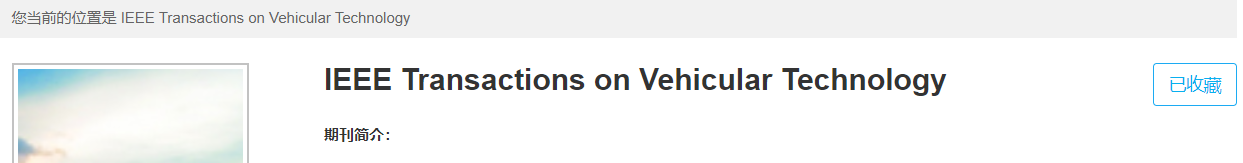 您当前的位置是 IEEE Transactions on Vehicular Technology
IEEE Transactions on Vehicular Technology
已收藏
期刊简介：